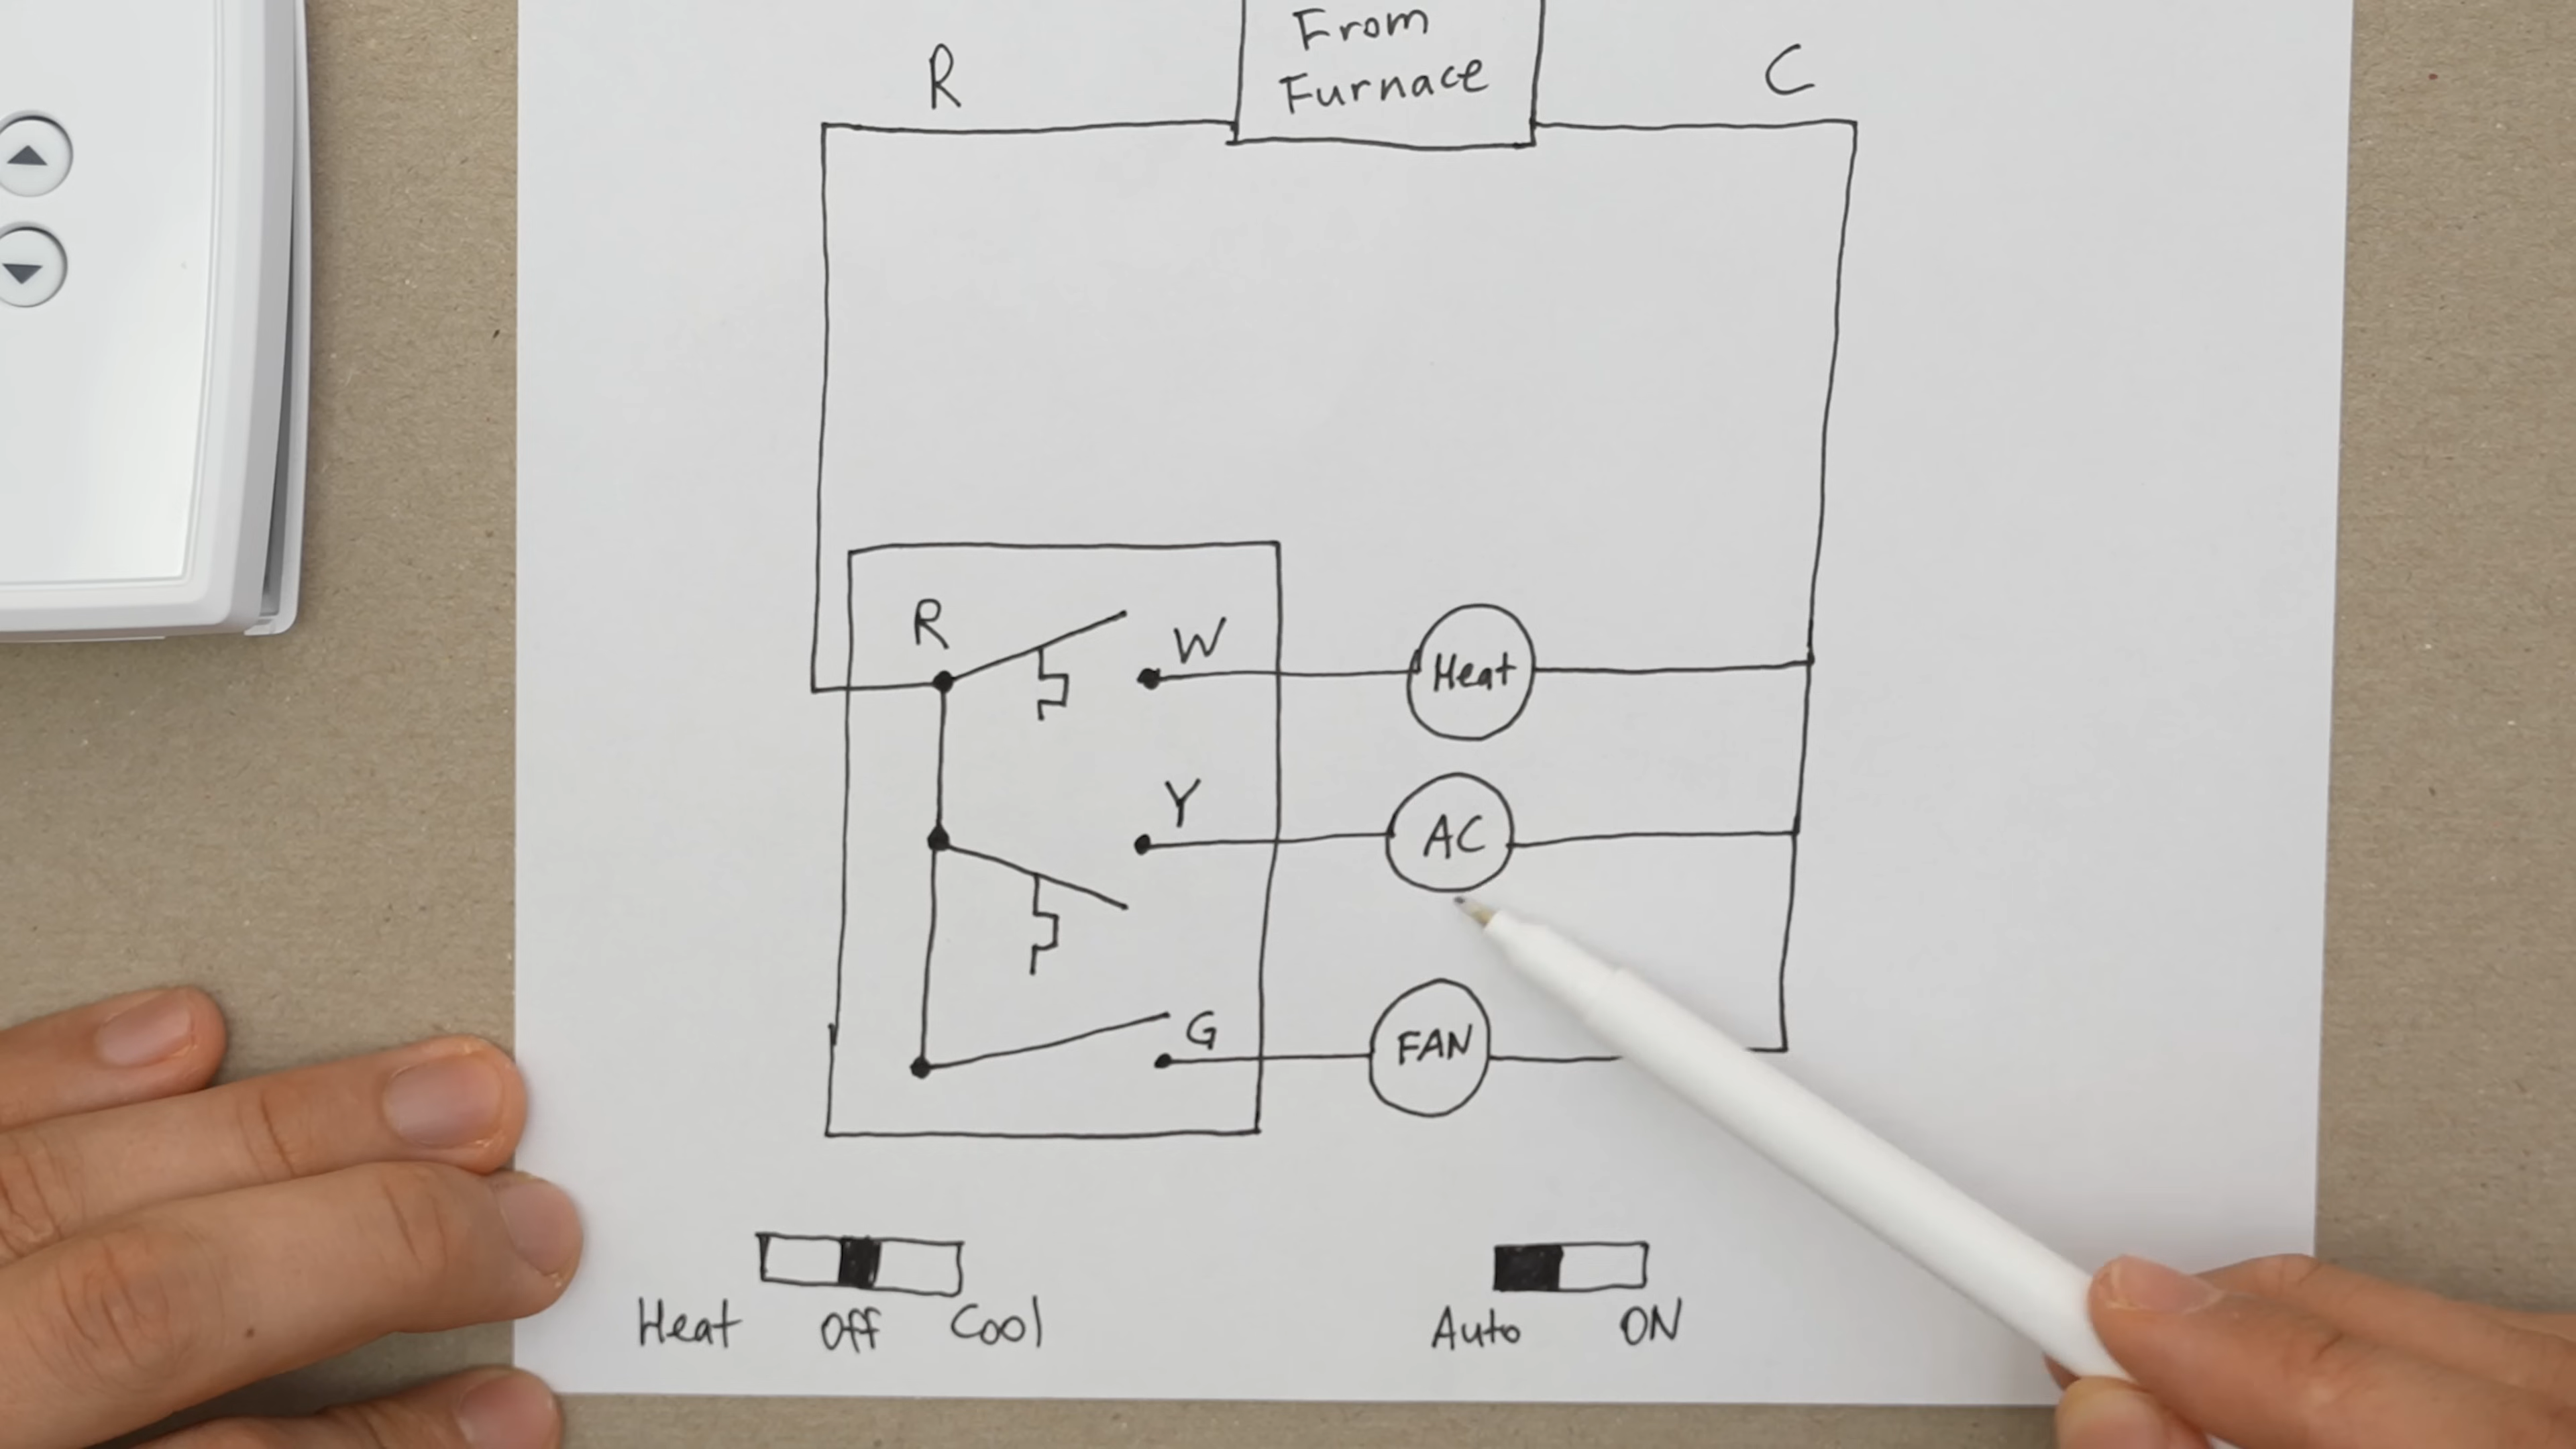 From
Furnace
R
C
R
W
Heat
Y
AC
G
FAN
Heat Off Cool
Auto ON